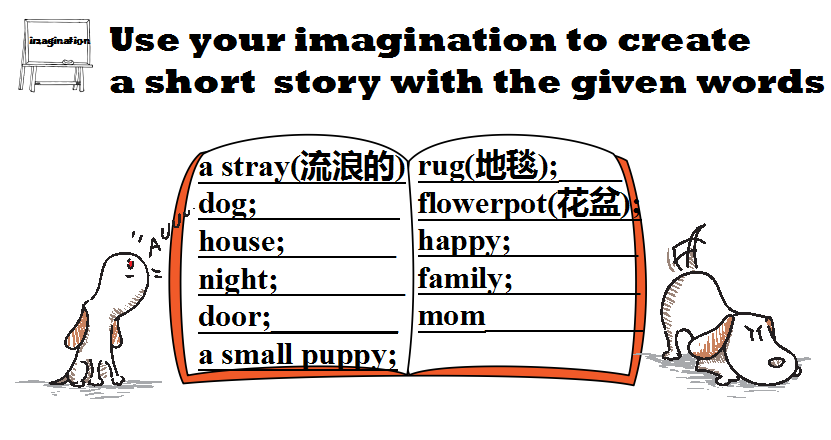 imagination
Use your imagination to create
a short story with the given words
a stray(流浪的)
dog;
house;
night;
door;
a small puppy;
rug(地毯);
flowerpot(花盆);
happy;
family;
mom
AUUU..